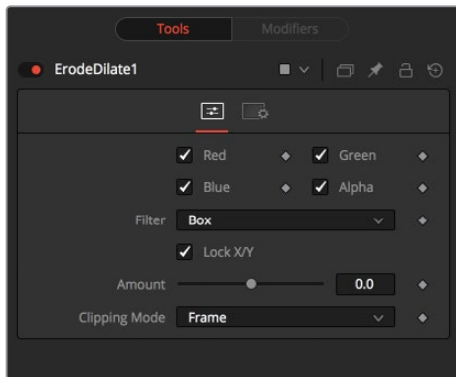 Tools Modifiers
ErodeDilate1
Red Green
Blue Alpha
Filter Box
Lock X/Y
Amount 0.0
Clipping Mode Frame